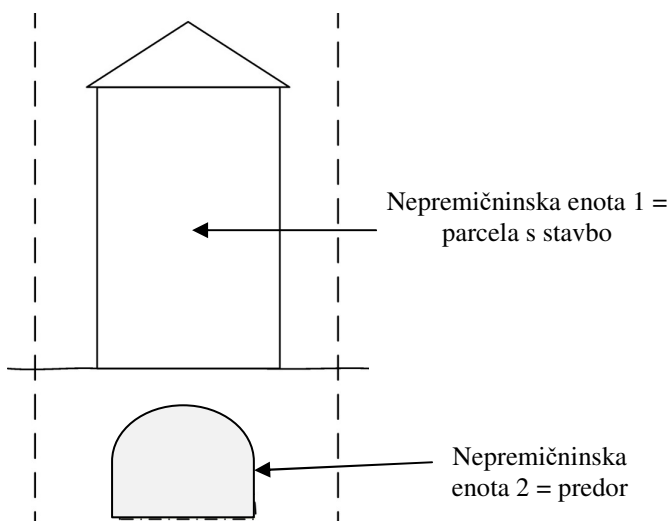 Nepremičninska enota 1 =
parcela s stavbo
Nepremičninska
enota 2 = predor